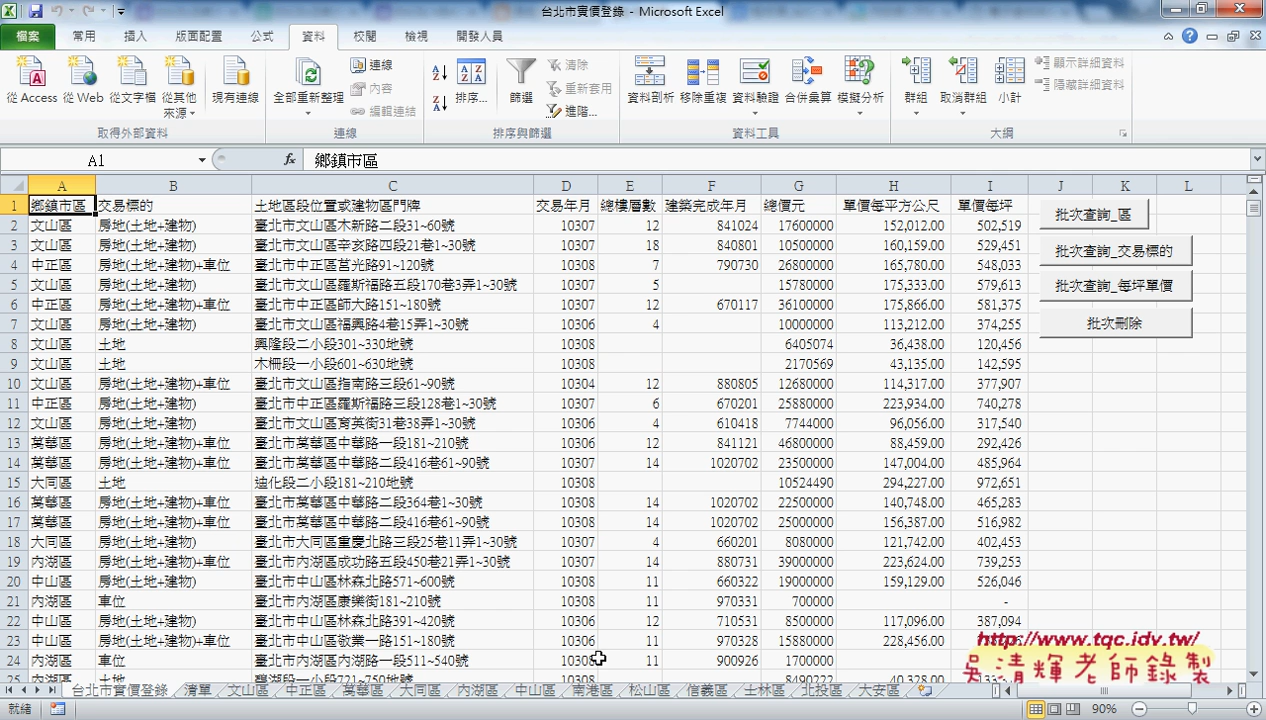 台北市實價登錄 - Microsoft Excel
檔案 常用 插入 版面配置 公式 資料 校閱 檢視 開發人員
從 Access 從 Web 從文字檔 從其他來源 現有連線 全部重新整理 連線 內容 編輯連結 排序... 篩選 清除 重新套用 進階... 資料剖析 移除重複 資料驗證 合併彙算 模擬分析 群組 取消群組 小計 顯示詳細資料 隱藏詳細資料
取得外部資料 連線 排序與篩選 資料工具 大綱
A1 fx 鄉鎮市區
A B C D E F G H I J K L
1 鄉鎮市區 交易標的 土地區段位置或建物區門牌 交易年月 總樓層數 建築完成年月 總價元 單價每平方公尺 單價每坪
2 文山區 房地(土地+建物) 臺北市文山區木新路二段31~60號 10307 12 841024 17600000 152,012.00 502,519
3 文山區 房地(土地+建物) 臺北市文山區辛亥路四段21巷1~30號 10307 18 840801 10500000 160,159.00 529,451
4 中正區 房地(土地+建物)+車位 臺北市中正區莒光路91~120號 10308 7 790730 26800000 165,780.00 548,033
5 文山區 房地(土地+建物) 臺北市文山區羅斯福路五段170巷3弄1~30號 10307 5 15780000 175,333.00 579,613
6 中正區 房地(土地+建物) 臺北市中正區師大路151~180號 10307 12 670117 36100000 175,866.00 581,375
7 文山區 房地(土地+建物) 臺北市文山區福興路4巷15弄1~30號 10306 4 10000000 113,212.00 374,255
8 文山區 土地 興隆段二小段301~330地號 10308 6405074 36,438.00 120,456
9 文山區 土地 木柵段一小段601~630地號 10308 2170569 43,135.00 142,595
10 文山區 房地(土地+建物)+車位 臺北市文山區指南路三段61~90號 10304 12 880805 12680000 114,317.00 377,907
11 中正區 房地(土地+建物) 臺北市中正區羅斯福路三段128巷1~30號 10307 6 670201 25880000 223,934.00 740,278
12 文山區 房地(土地+建物) 臺北市文山區育英街31巷38弄1~30號 10306 4 610418 7744000 96,056.00 317,540
13 萬華區 房地(土地+建物)+車位 臺北市萬華區中華路一段181~210號 10306 12 841121 46800000 88,459.00 292,426
14 萬華區 房地(土地+建物)+車位 臺北市萬華區中華路二段416巷61~90號 10307 14 1020702 23500000 147,004.00 485,964
15 大同區 土地 迪化段二小段181~210地號 10307 10524490 294,227.00 972,651
16 萬華區 房地(土地+建物)+車位 臺北市萬華區中華路二段364巷1~30號 10308 14 1020702 22500000 140,748.00 465,283
17 萬華區 房地(土地+建物)+車位 臺北市萬華區中華路二段416巷61~90號 10308 14 1020702 25000000 156,387.00 516,982
18 大同區 房地(土地+建物) 臺北市大同區重慶北路三段25巷11弄1~30號 10308 4 660201 8080000 121,742.00 402,453
19 內湖區 房地(土地+建物)+車位 臺北市內湖區成功路五段450巷21弄1~30號 10307 14 880731 39000000 223,624.00 739,253
20 中山區 房地(土地+建物) 臺北市中山區林森北路571~600號 10308 11 660322 19000000 159,129.00 526,046
21 內湖區 車位 臺北市內湖區康樂街181~210號 10308 11 970331 700000 -
22 中山區 房地(土地+建物)+車位 臺北市中山區林森北路391~420號 10306 12 710531 8500000 117,096.00 387,094
23 中山區 房地(土地+建物)+車位 臺北市中山區敬業一路151~180號 10306 11 970328 15880000 228,456.00
24 內湖區 車位 臺北市內湖區內湖路一段511~540號 10308 11 900926 1700000
25 內湖區 土地
批次查詢_區
批次查詢_交易標的
批次查詢_每坪單價
批次刪除
http://www.tqc.idv.tw/
吳清輝老師錄製
台北市實價登錄 清單 文山區 中正區 萬華區 大同區 內湖區 中山區 南港區 松山區 信義區 士林區 北投區 大安區
就緒 90%